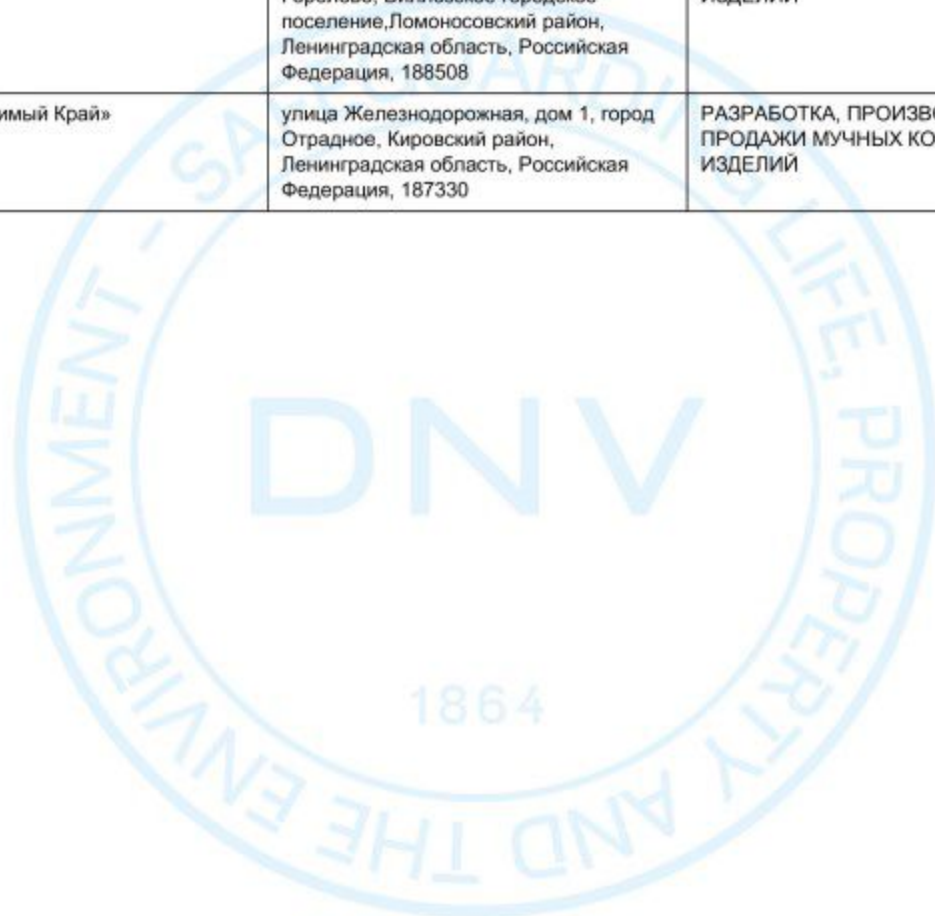 поселение,Ломоносовский район,
Ленинградская область, Российская
Федерация, 188508
имый Край»
улица Железнодорожная, дом 1, город
Отрадное, Кировский район,
Ленинградская область, Российская
Федерация, 187330
РАЗРАБОТКА, ПРОИЗВО
ПРОДАЖИ МУЧНЫХ КО
ИЗДЕЛИЙ
SAFEGUARDING LIFE, PROPERTY AND THE ENVIRONMENT -
DNV
1864